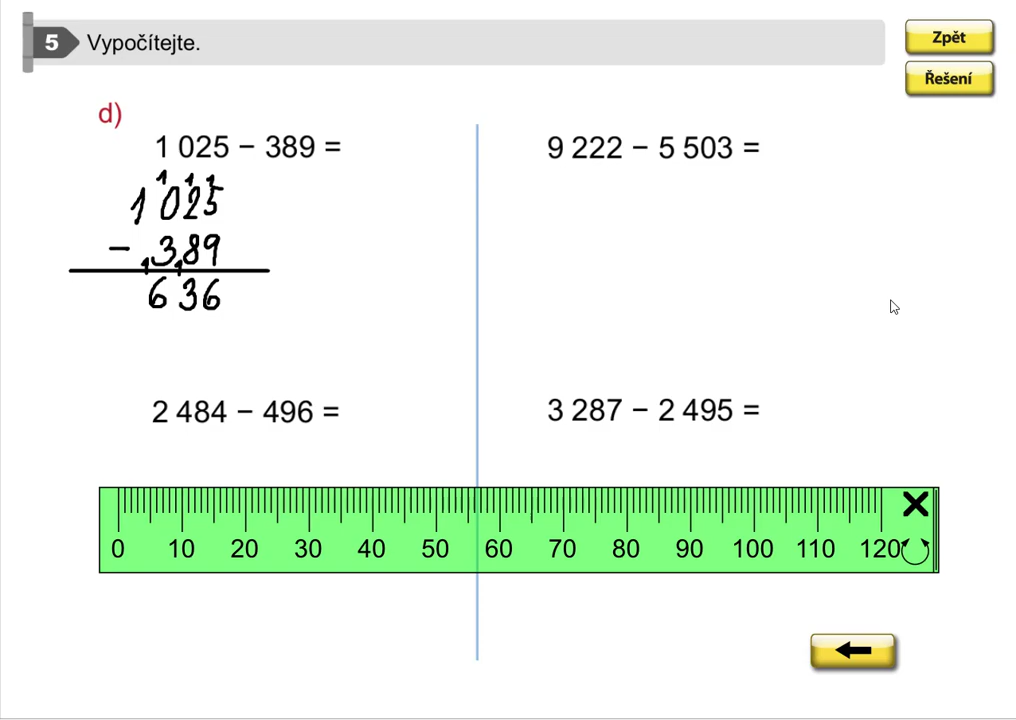 5 Vypočítejte.
Zpět
Řešení
d)
1 025 − 389 =
9 222 − 5 503 =
1 1 1
1025
− 389
1 1
636
2 484 − 496 =
3 287 − 2 495 =
0 10 20 30 40 50 60 70 80 90 100 110 120